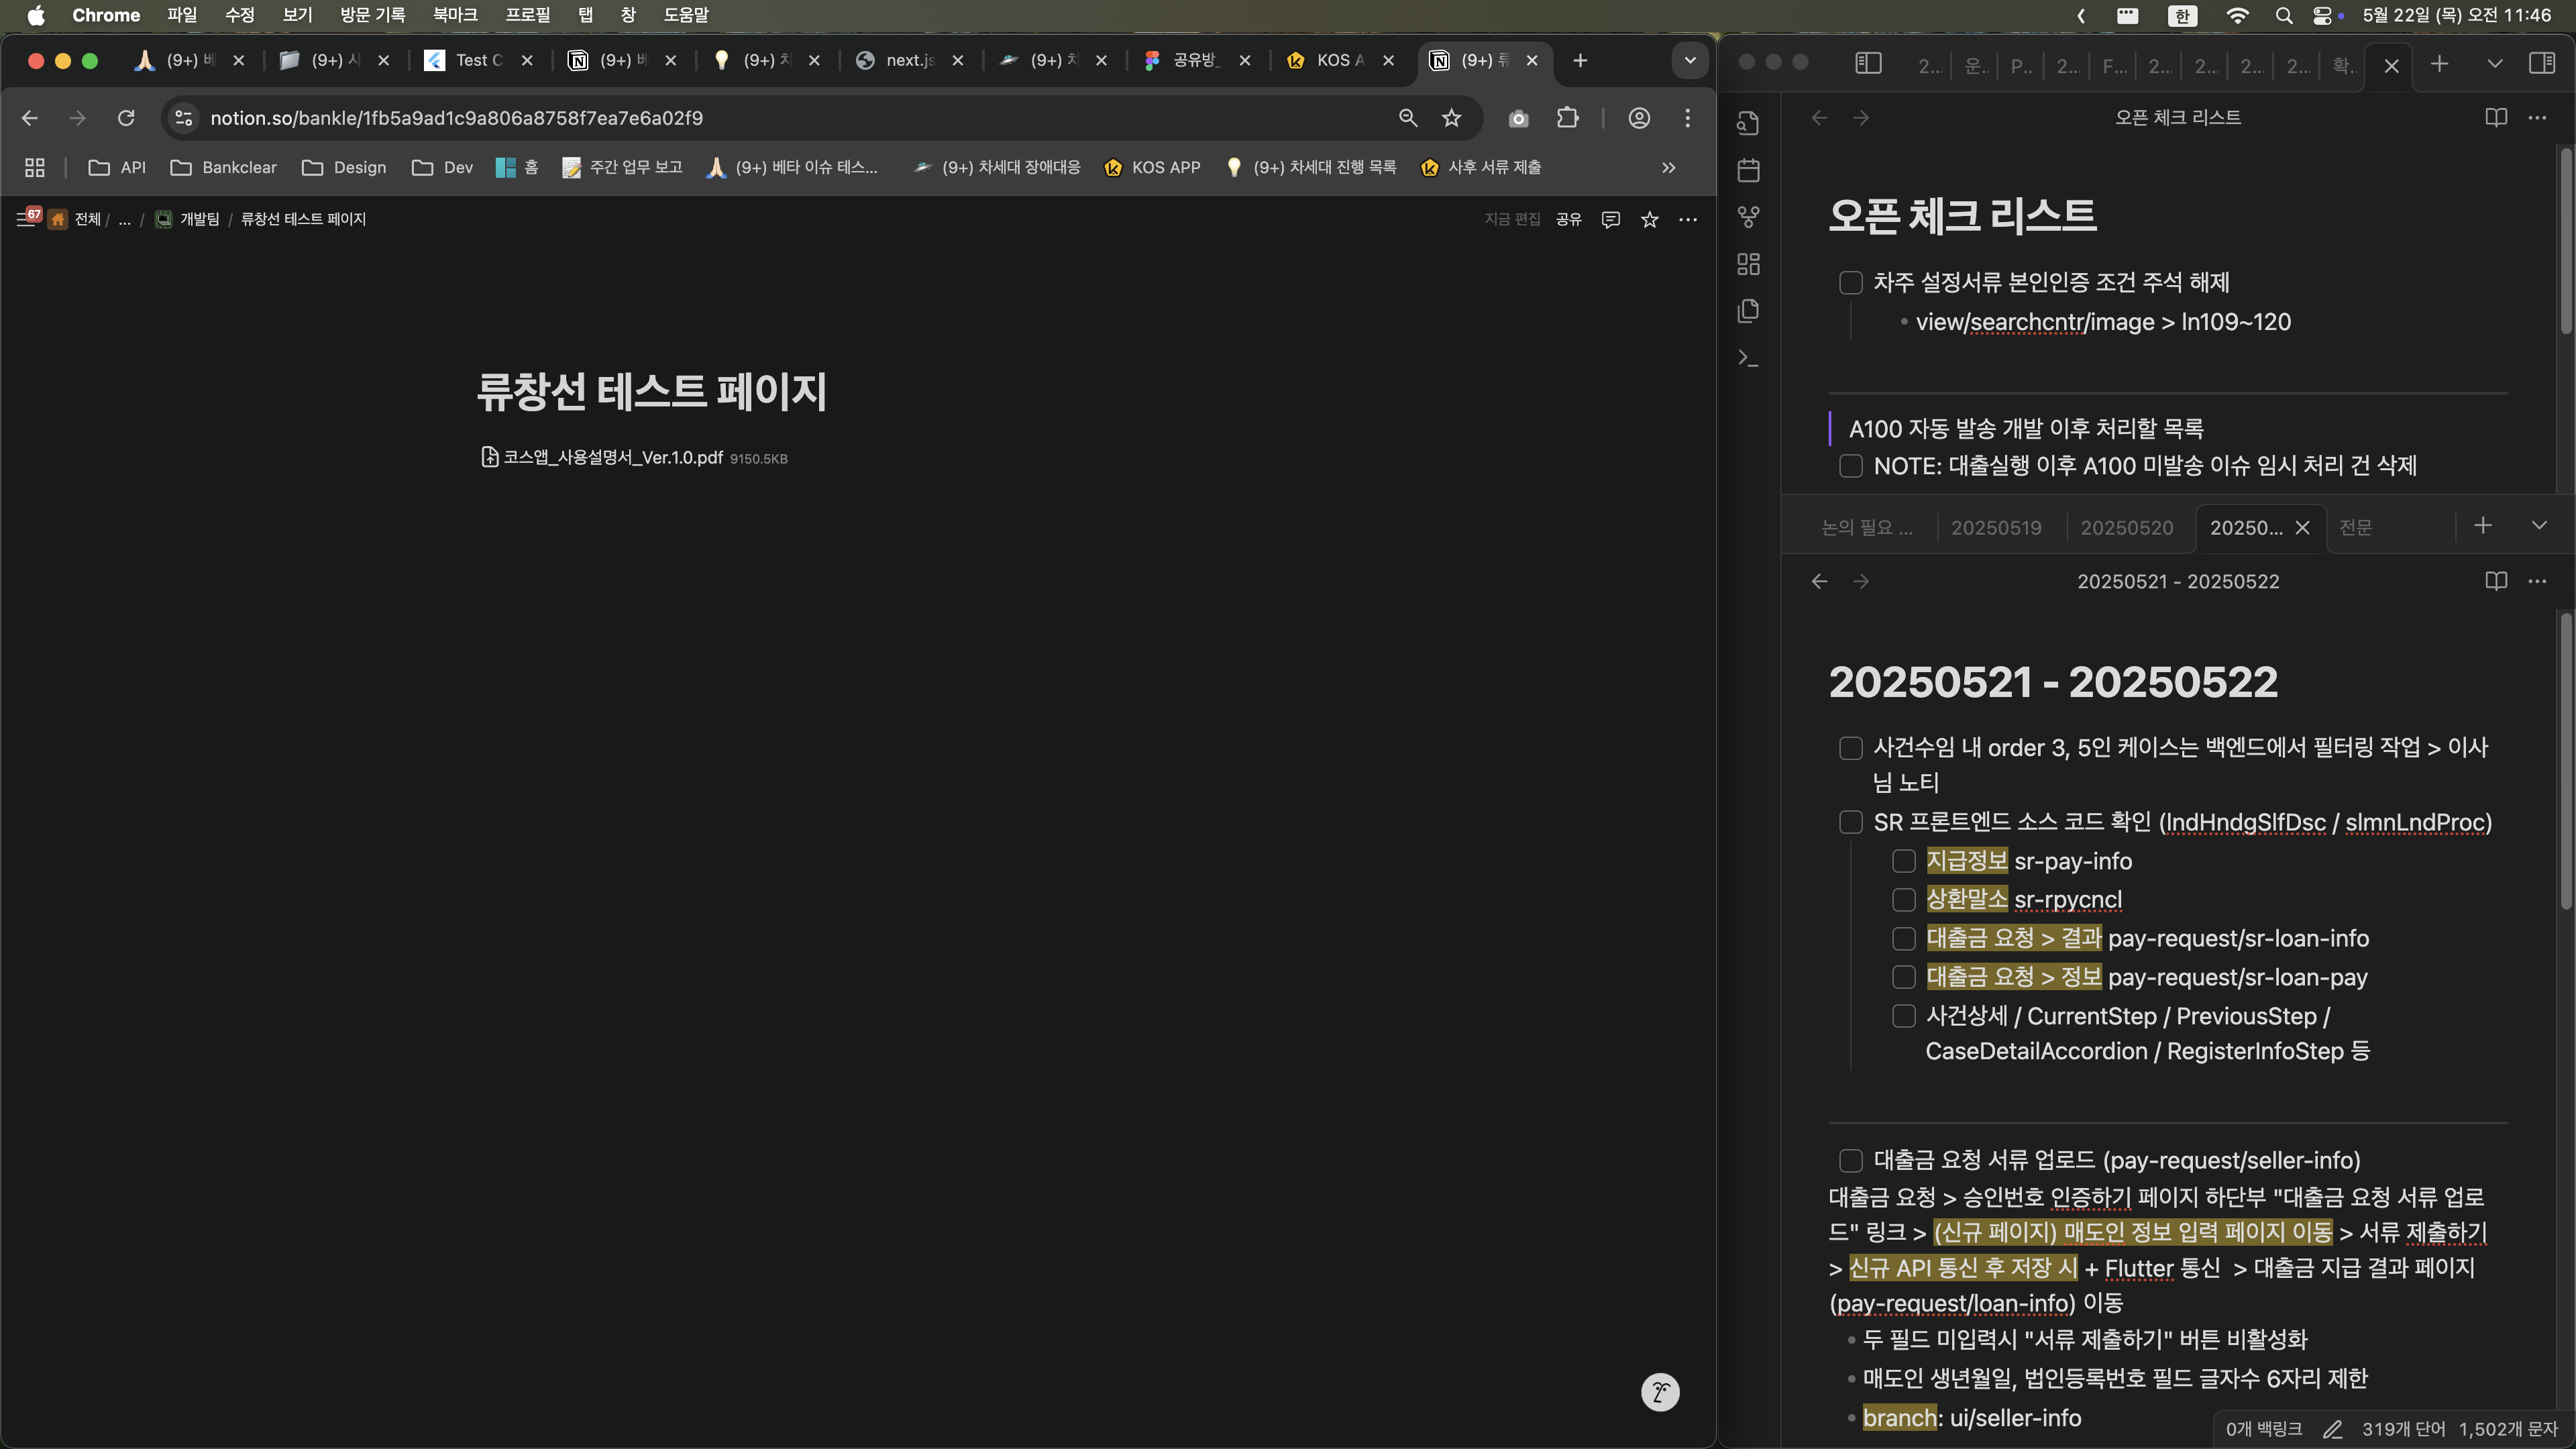 Chrome 파일 수정 보기 방문 기록 북마크 프로필 탭 창 도움말
한 5월 22일 (목) 오전 11:46
(9+) 베 (9+) 시 Test C (9+) 베 (9+) 차 next.js (9+) 차 공유방_ KOS A (9+) 류
notion.so/bankle/1fb5a9ad1c9a806a8758f7ea7e6a02f9
API Bankclear Design Dev 홈 주간 업무 보고 (9+) 베타 이슈 테스... (9+) 차세대 장애대응 KOS APP (9+) 차세대 진행 목록 사후 서류 제출
67 전체 / ... / 개발팀 / 류창선 테스트 페이지
지금 편집 공유
류창선 테스트 페이지
코스앱_사용설명서_Ver.1.0.pdf 9150.5KB
2... 운. P... 2... F... 2... 2... 2... 2... 확.
오픈 체크 리스트
오픈 체크 리스트
차주 설정서류 본인인증 조건 주석 해제
• view/searchcntr/image > ln109~120
A100 자동 발송 개발 이후 처리할 목록
NOTE: 대출실행 이후 A100 미발송 이슈 임시 처리 건 삭제
논의 필요 ... 20250519 20250520 20250... 전문
20250521 - 20250522
20250521 - 20250522
사건수임 내 order 3, 5인 케이스는 백엔드에서 필터링 작업 > 이사
님 노티
SR 프론트엔드 소스 코드 확인 (lndHndgSlfDsc / slmnLndProc)
지급정보 sr-pay-info
상환말소 sr-rpycncl
대출금 요청 > 결과 pay-request/sr-loan-info
대출금 요청 > 정보 pay-request/sr-loan-pay
사건상세 / CurrentStep / PreviousStep /
CaseDetailAccordion / RegisterInfoStep 등
대출금 요청 서류 업로드 (pay-request/seller-info)
대출금 요청 > 승인번호 인증하기 페이지 하단부 "대출금 요청 서류 업로
드" 링크 > (신규 페이지) 매도인 정보 입력 페이지 이동 > 서류 제출하기
> 신규 API 통신 후 저장 시 + Flutter 통신 > 대출금 지급 결과 페이지
(pay-request/loan-info) 이동
• 두 필드 미입력시 "서류 제출하기" 버튼 비활성화
• 매도인 생년월일, 법인등록번호 필드 글자수 6자리 제한
• branch: ui/seller-info
0개 백링크 319개 단어 1,502개 문자